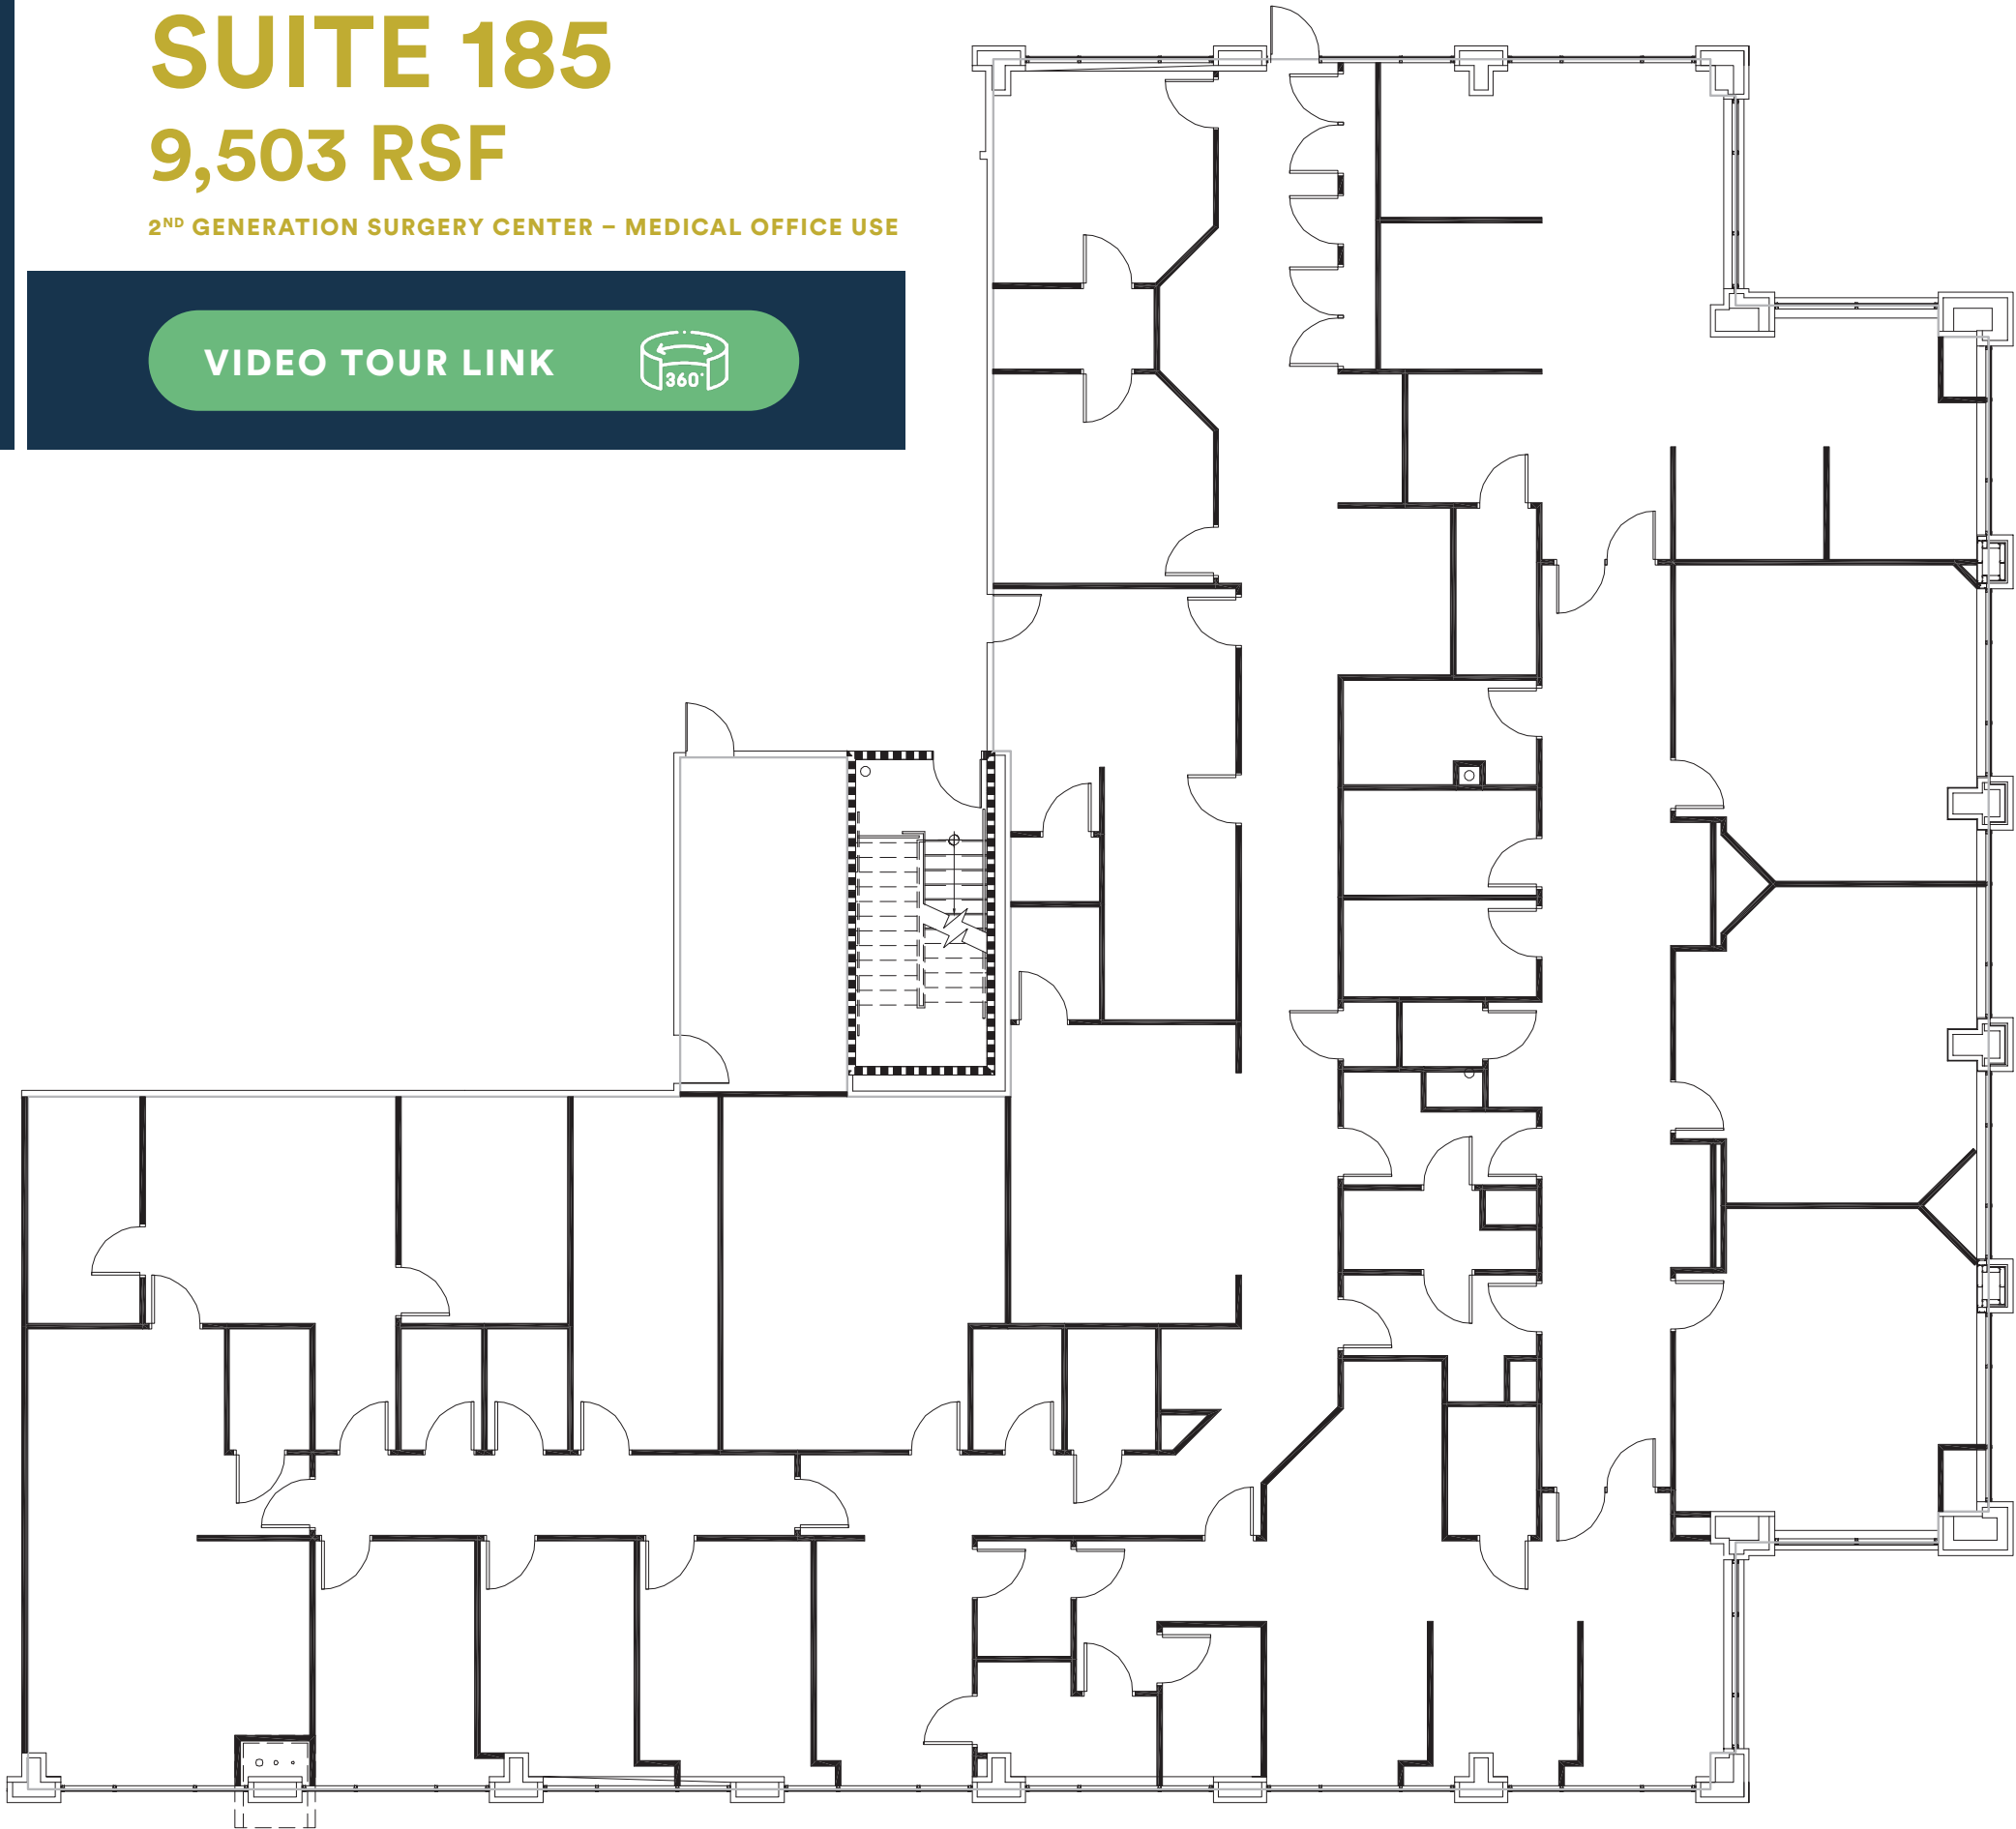 SUITE 185
9,503 RSF
2ND GENERATION SURGERY CENTER – MEDICAL OFFICE USE
VIDEO TOUR LINK
360°